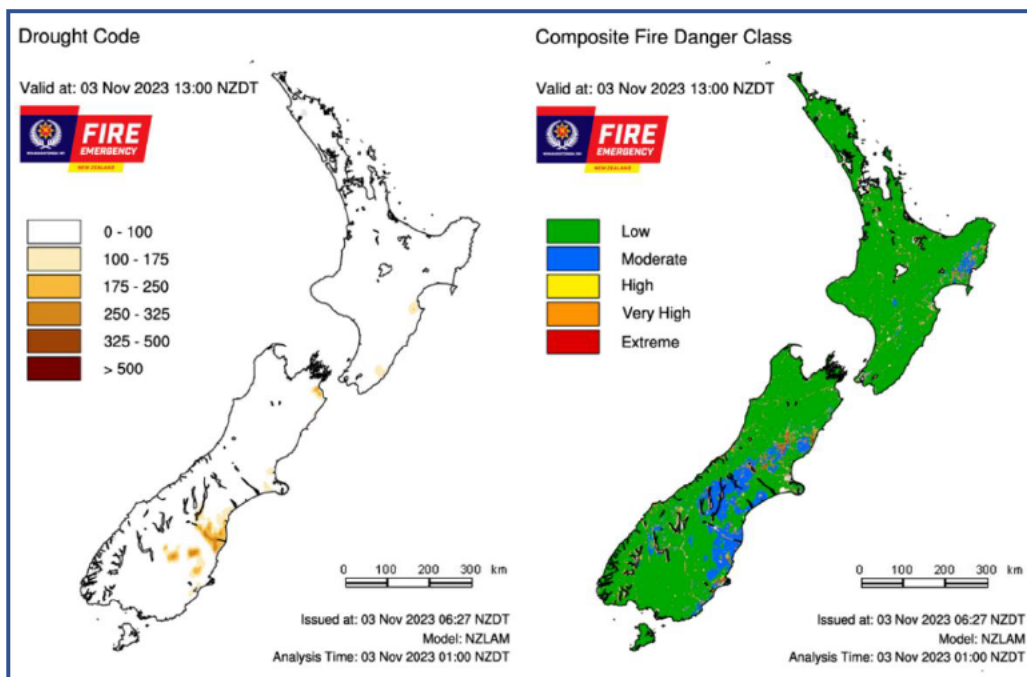 Drought Code
Valid at: 03 Nov 2023 13:00 NZDT
FIRE
EMERGENCY
NEW ZEALAND
0 - 100
100 - 175
175 - 250
250 - 325
325 - 500
> 500
0 100 200 300 km
Issued at: 03 Nov 2023 06:27 NZDT
Model: NZLAM
Analysis Time: 03 Nov 2023 01:00 NZDT
Composite Fire Danger Class
Valid at: 03 Nov 2023 13:00 NZDT
FIRE
EMERGENCY
NEW ZEALAND
Low
Moderate
High
Very High
Extreme
0 100 200 300 km
Issued at: 03 Nov 2023 06:27 NZDT
Model: NZLAM
Analysis Time: 03 Nov 2023 01:00 NZDT